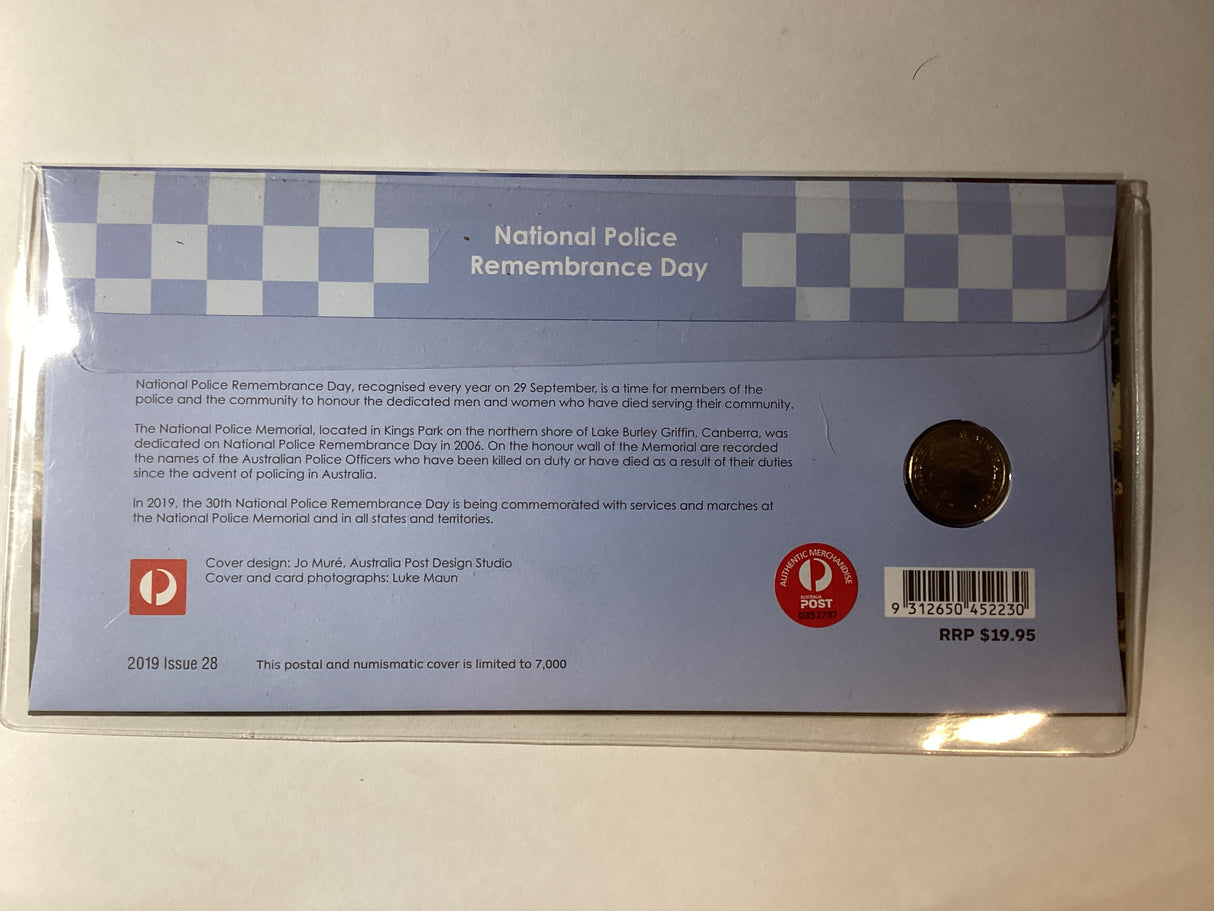 National Police
Remembrance Day
National Police Remembrance Day, recognised every year on 29 September, is a time for members of the
police and the community to honour the dedicated men and women who have died serving their community.
The National Police Memorial, located in Kings Park on the northern shore of Lake Burley Griffin, Canberra, was
dedicated on National Police Remembrance Day in 2006. On the honour wall of the Memorial are recorded
the names of the Australian Police Officers who have been killed on duty or have died as a result of their duties
since the advent of policing in Australia.
In 2019, the 30th National Police Remembrance Day is being commemorated with services and marches at
the National Police Memorial and in all states and territories.
Cover design: Jo Muré, Australia Post Design Studio
Cover and card photographs: Luke Maun
AUTHENTIC MERCHANDISE
AUSTRALIA
POST
0352737
9 312650 452230
RRP $19.95
2019 Issue 28
This postal and numismatic cover is limited to 7,000